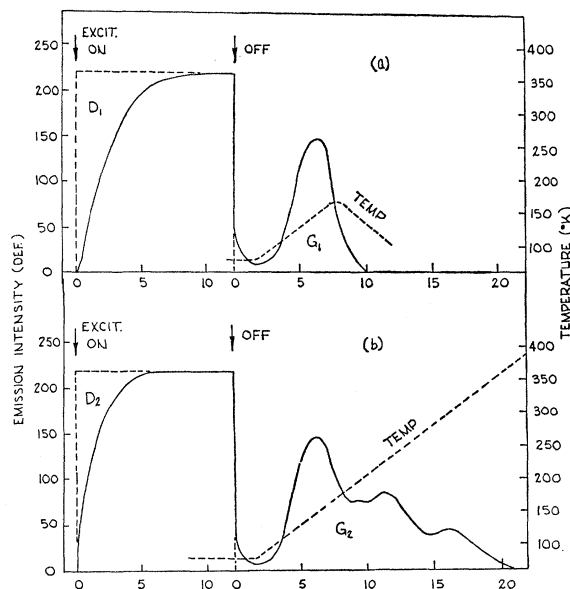 EXCIT.
ON
OFF
(a)
250
200
150
100
50
0
D₁
G₁
TEMP
400
350
300
250
200
150
100
0 5 0 5 10 15 20
EMISSION INTENSITY (DEF.)
TEMPERATURE (°K)
EXCIT.
ON
OFF
(b)
250
200
150
100
50
0
D₂
G₂
TEMP
400
350
300
250
200
150
100
0 5 0 5 10 15 20